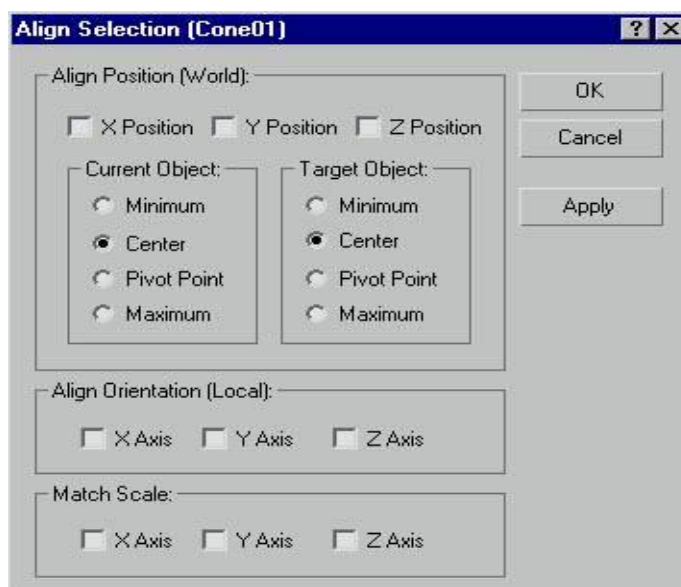 Align Selection (Cone01)
Align Position (World):
X Position Y Position Z Position
Current Object:
Minimum
Center
Pivot Point
Maximum
Target Object:
Minimum
Center
Pivot Point
Maximum
Align Orientation (Local):
X Axis Y Axis Z Axis
Match Scale:
X Axis Y Axis Z Axis
OK
Cancel
Apply